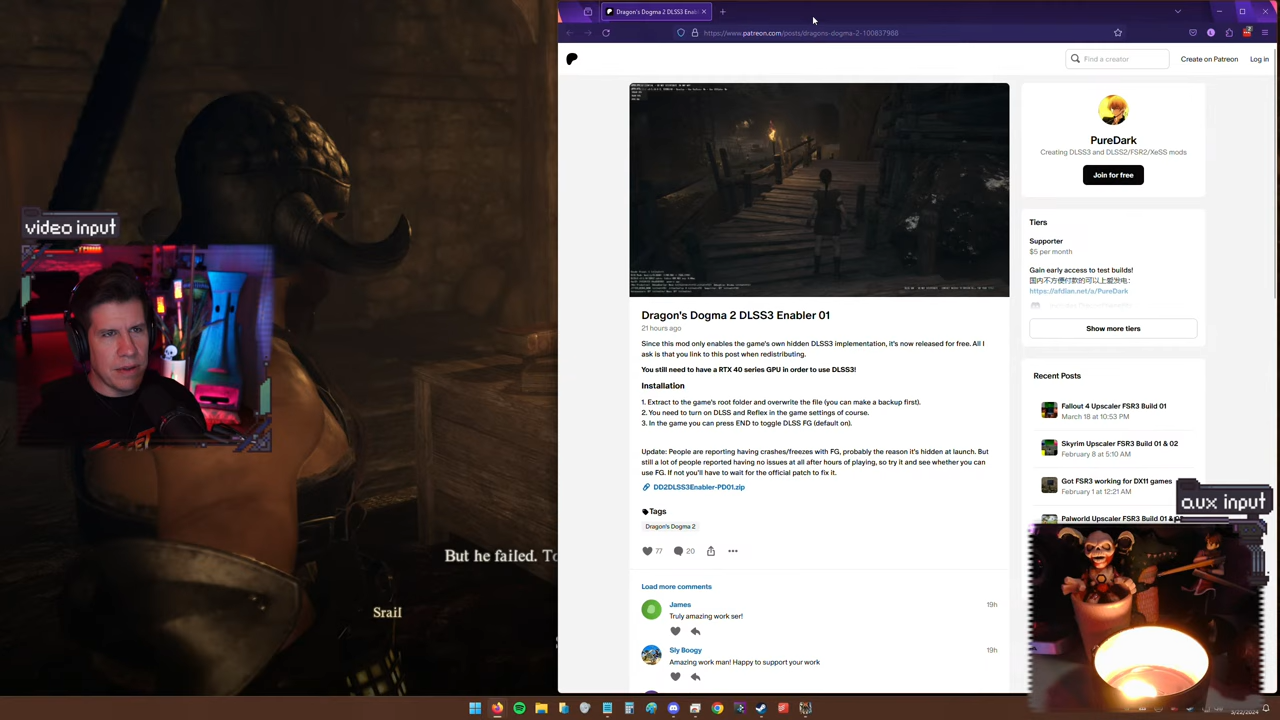 Dragon's Dogma 2 DLSS3 Enabl
https://www.patreon.com/posts/dragons-dogma-2-100837988
Find a creator
Create on Patreon
Log in
video input
PureDark
Creating DLSS3 and DLSS2/FSR2/XeSS mods
Join for free
Tiers
Supporter
$5 per month
Gain early access to test builds!
https://afdian.net/a/PureDark
Show more tiers
Dragon's Dogma 2 DLSS3 Enabler 01
21 hours ago
Since this mod only enables the game's own hidden DLSS3 implementation, it's now released for free. All I
ask is that you link to this post when redistributing.
You still need to have a RTX 40 series GPU in order to use DLSS3!
Installation
1. Extract to the game's root folder and overwrite the file (you can make a backup first).
2. You need to turn on DLSS and Reflex in the game settings of course.
3. In the game you can press END to toggle DLSS FG (default on).
Update: People are reporting having crashes/freezes with FG, probably the reason it's hidden at launch. But
still a lot of people reported having no issues at all after hours of playing, so try it and see whether you can
use FG. If not you'll have to wait for the official patch to fix it.
DD2DLSS3Enabler-PD01.zip
Tags
Dragon's Dogma 2
77
20
Load more comments
James
19h
Truly amazing work ser!
Sly Boogy
19h
Amazing work man! Happy to support your work
Recent Posts
Fallout 4 Upscaler FSR3 Build 01
March 18 at 10:53 PM
Skyrim Upscaler FSR3 Build 01 & 02
February 8 at 5:10 AM
Got FSR3 working for DX11 games
February 1 at 12:21 AM
Palworld Upscaler FSR3 Build 01 &
aux input
But he failed. To
Srail
3/22/2024